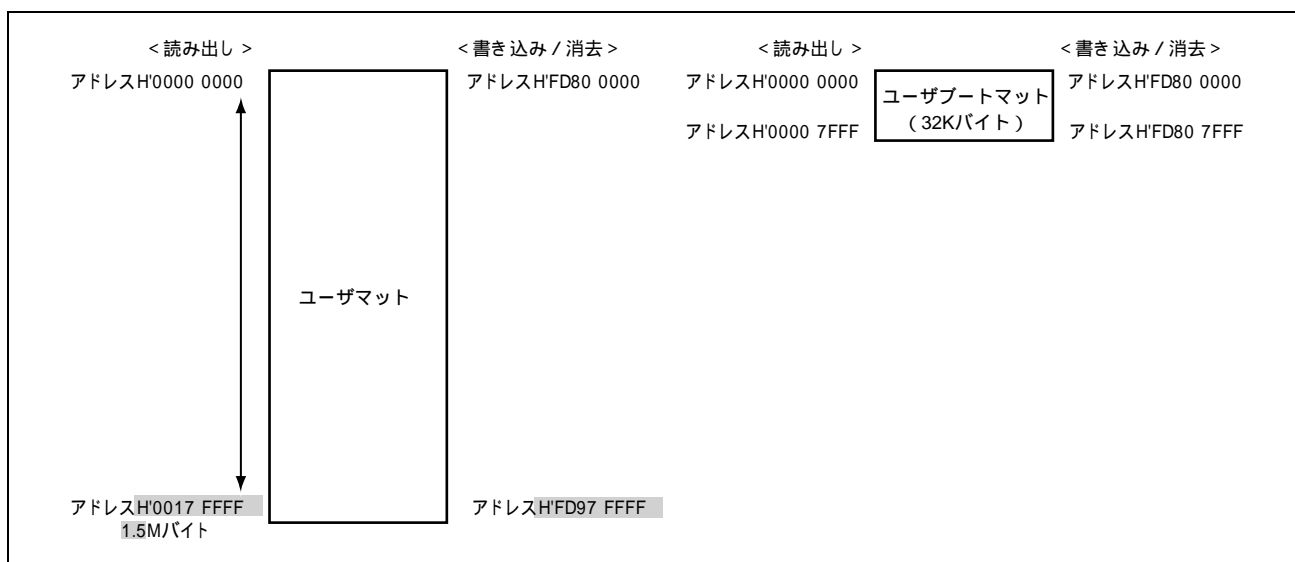 <読み出し>
<書き込み/消去>
<読み出し>
<書き込み/消去>
アドレスH'0000 0000
アドレスH'FD80 0000
アドレスH'0000 0000
アドレスH'FD80 0000
ユーザブートマット
(32Kバイト)
アドレスH'0000 7FFF
アドレスH'FD80 7FFF
ユーザマット
アドレスH'0017 FFFF
アドレスH'FD97 FFFF
1.5Mバイト